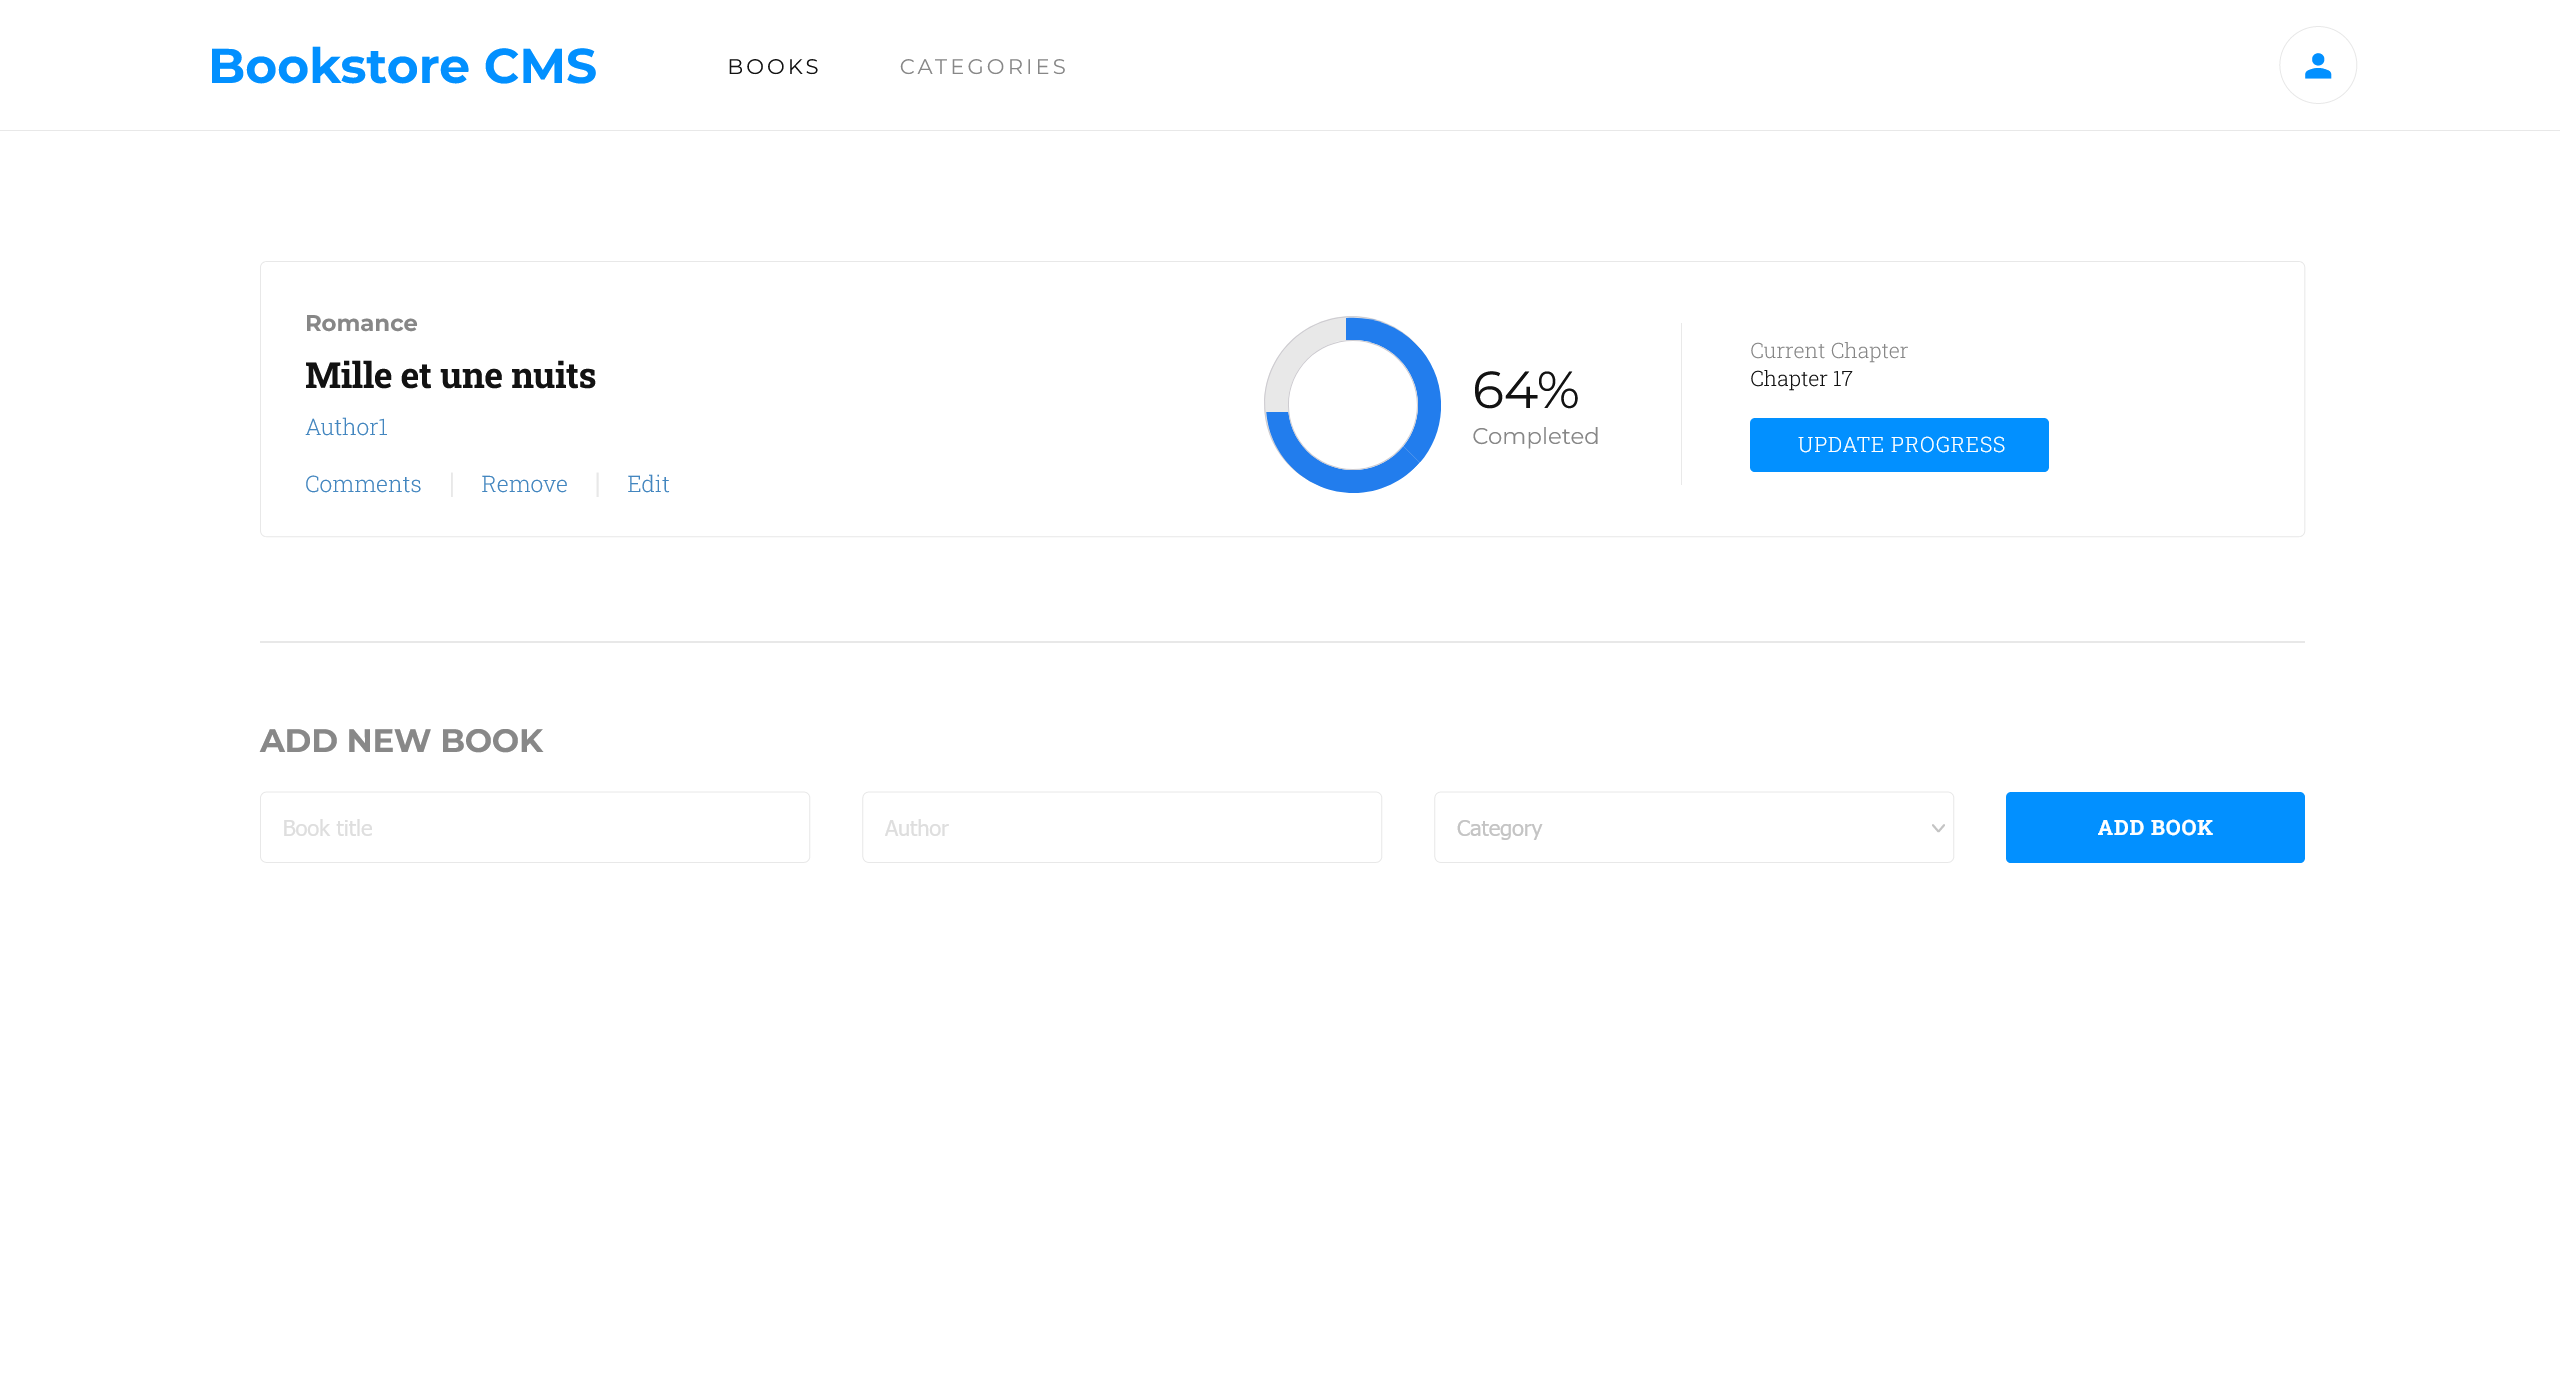 Bookstore CMS
BOOKS
CATEGORIES
Romance
Mille et une nuits
Author1
Comments
Remove
Edit
64%
Completed
Current Chapter
Chapter 17
UPDATE PROGRESS
ADD NEW BOOK
Book title
Author
Category
ADD BOOK